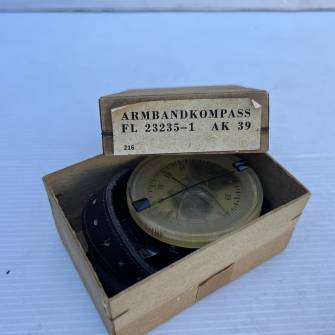 ARMBANDKOMPASS
FL 23235-1 AK 39
216